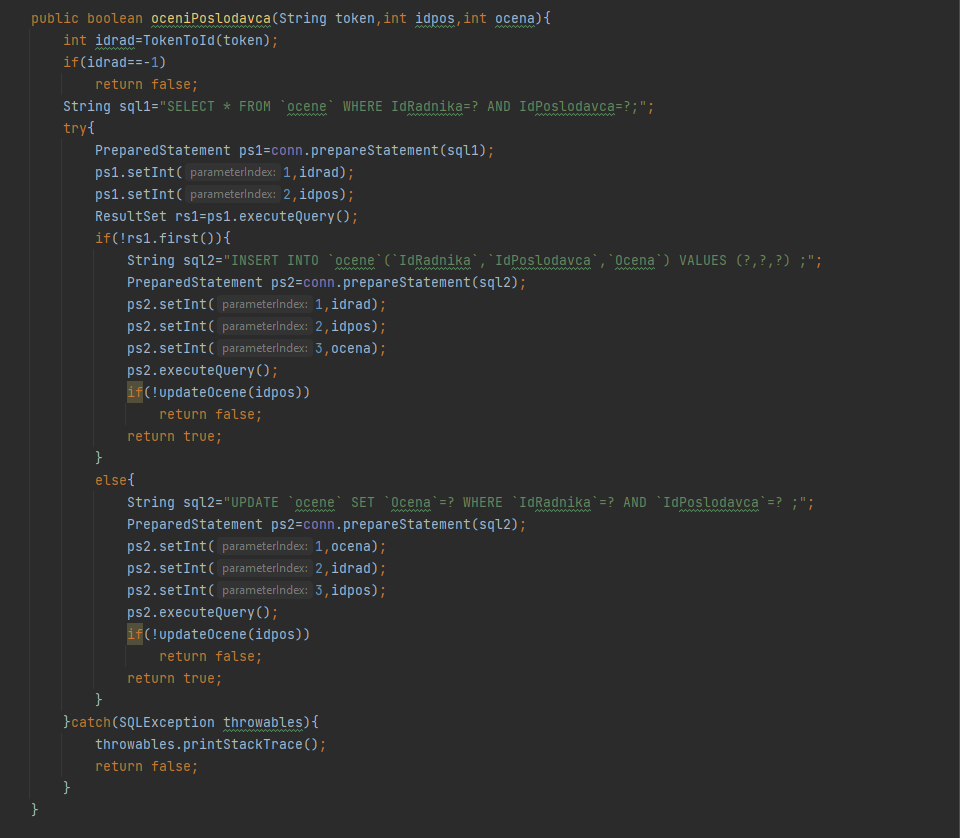 public boolean oceniPoslodavca(String token,int idpos,int ocena){
    int idrad=TokenToId(token);
    if(idrad==-1)
        return false;
    String sql1="SELECT * FROM `ocene` WHERE IdRadnika=? AND IdPoslodavca=?;";
    try{
        PreparedStatement ps1=conn.prepareStatement(sql1);
        ps1.setInt( parameterIndex: 1,idrad);
        ps1.setInt( parameterIndex: 2,idpos);
        ResultSet rs1=ps1.executeQuery();
        if(!rs1.first()){
            String sql2="INSERT INTO `ocene`(`IdRadnika`,`IdPoslodavca`,`Ocena`) VALUES (?,?,?) ;";
            PreparedStatement ps2=conn.prepareStatement(sql2);
            ps2.setInt( parameterIndex: 1,idrad);
            ps2.setInt( parameterIndex: 2,idpos);
            ps2.setInt( parameterIndex: 3,ocena);
            ps2.executeQuery();
            if(!updateOcene(idpos))
                return false;
            return true;
        }
        else{
            String sql2="UPDATE `ocene` SET `Ocena`=? WHERE `IdRadnika`=? AND `IdPoslodavca`=? ;";
            PreparedStatement ps2=conn.prepareStatement(sql2);
            ps2.setInt( parameterIndex: 1,ocena);
            ps2.setInt( parameterIndex: 2,idrad);
            ps2.setInt( parameterIndex: 3,idpos);
            ps2.executeQuery();
            if(!updateOcene(idpos))
                return false;
            return true;
        }
    }catch(SQLException throwables){
        throwables.printStackTrace();
        return false;
    }
}